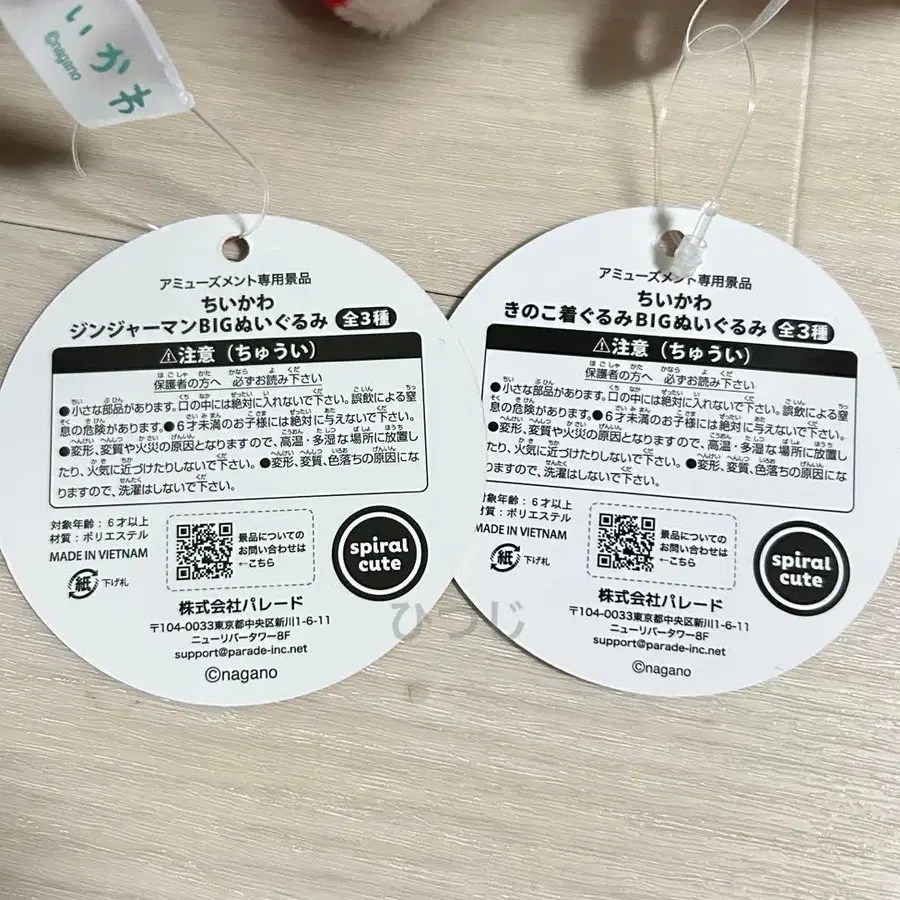 いかわ
©nagano
アミューズメント専用景品
ちいかわ
ジンジャーマンBIGぬいぐるみ 全3種
⚠注意（ちゅうい）
保護者の方へ 必ずお読み下さい
●小さな部品があります。口の中には絶対に入れないで下さい。誤飲による窒
息の危険があります。●6才未満のお子様には絶対に与えないで下さい。
●変形、変質や火災の原因となりますので、高温・多湿な場所に放置し
たり、火気に近づけたりしないで下さい。●変形、変質、色落ちの原因にな
りますので、洗濯はしないで下さい。
対象年齢：6才以上
材質：ポリエステル
MADE IN VIETNAM
紙 下げ札
景品についての
お問い合わせは
←こちら
spiral
cute
株式会社パレード
〒104-0033東京都中央区新川1-6-11
ニューリバータワー8F
support@parade-inc.net
©nagano
アミューズメント専用景品
ちいかわ
きのこ着ぐるみBIGぬいぐるみ 全3種
⚠注意（ちゅうい）
保護者の方へ 必ずお読み下さい
●小さな部品があります。口の中には絶対に入れないで下さい。誤飲による窒
息の危険があります。●6才未満のお子様には絶対に与えないで下さい。
●変形、変質や火災の原因となりますので、高温・多湿な場所に放置し
たり、火気に近づけたりしないで下さい。●変形、変質、色落ちの原因にな
りますので、洗濯はしないで下さい。
対象年齢：6才以上
材質：ポリエステル
MADE IN VIETNAM
紙 下げ札
景品についての
お問い合わせは
←こちら
spiral
cute
株式会社パレード
〒104-0033東京都中央区新川1-6-11
ニューリバータワー8F
support@parade-inc.net
©nagano
ひつじ